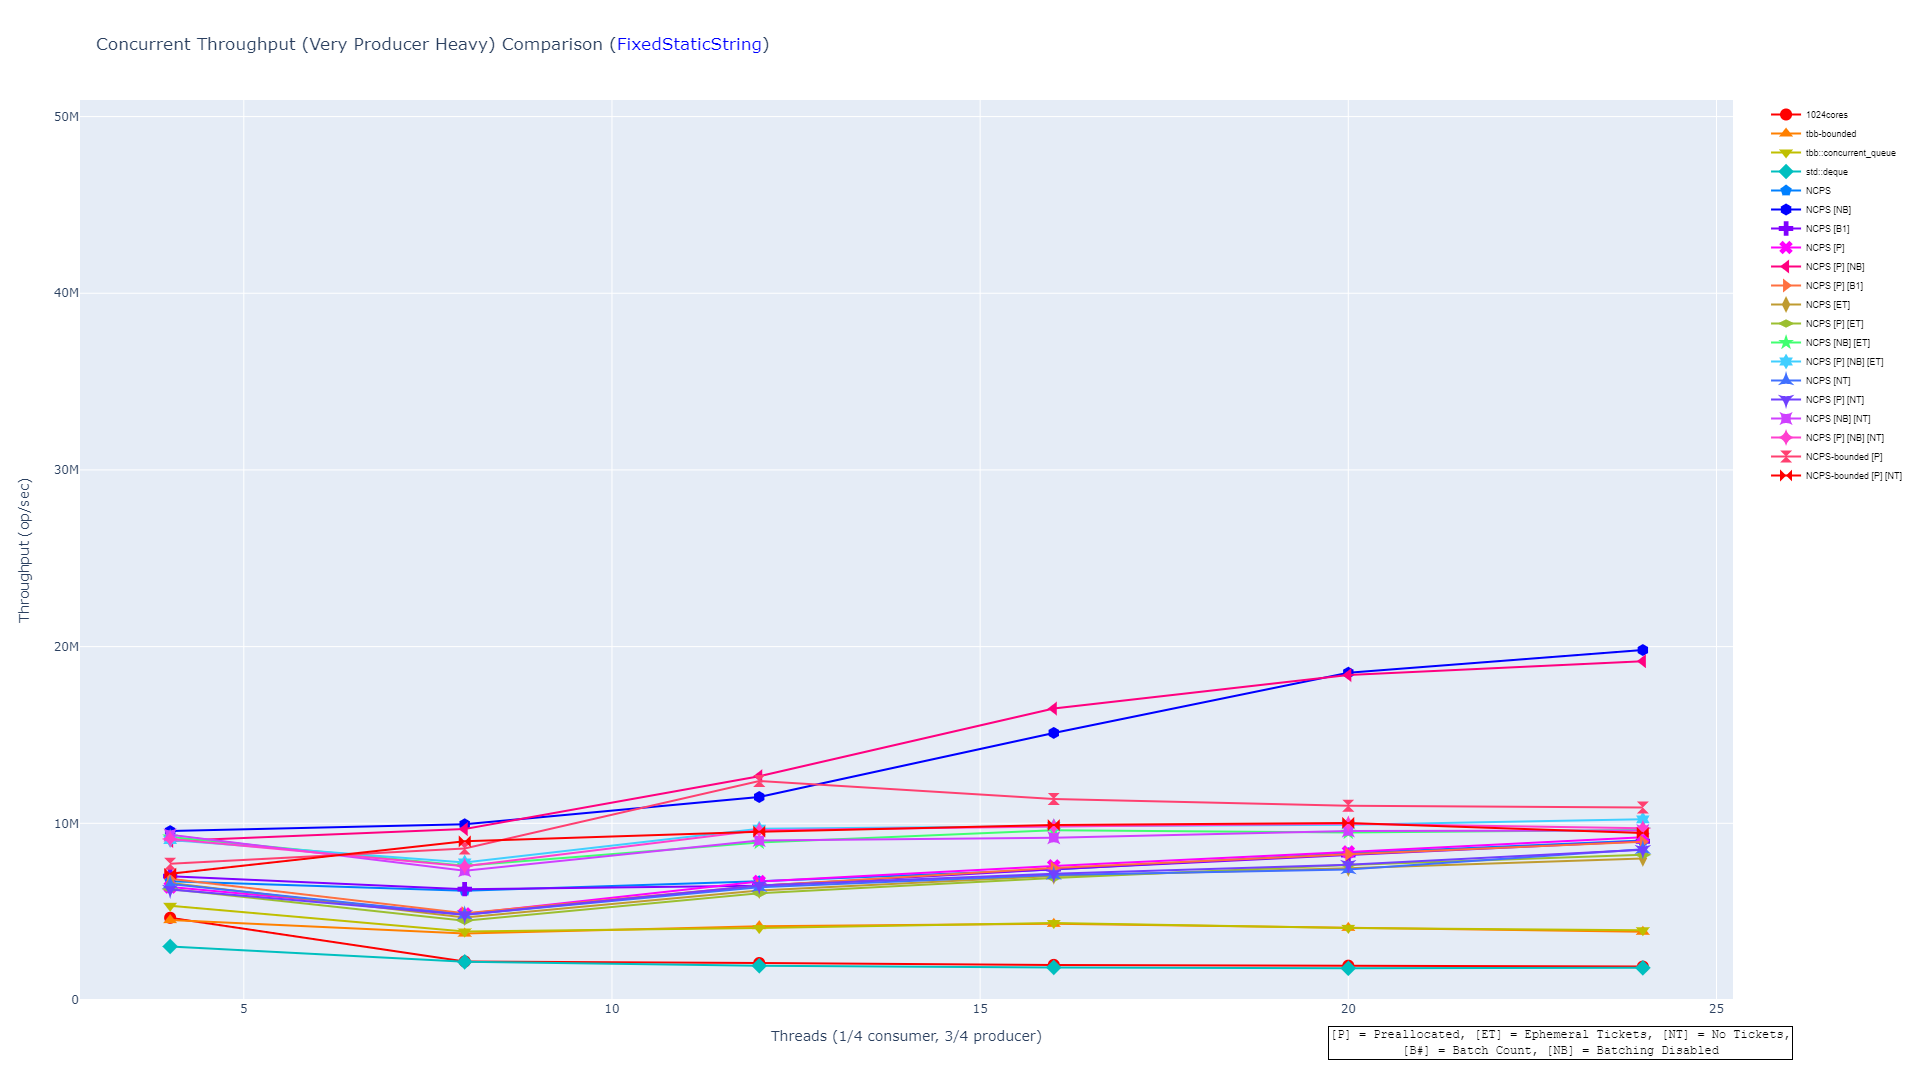 Concurrent Throughput (Very Producer Heavy) Comparison (FixedStaticString)
50M
40M
30M
20M
10M
0
Throughput (op/sec)
5
10
15
20
25
Threads (1/4 consumer, 3/4 producer)
1024cores
tbb-bounded
tbb::concurrent_queue
std::deque
NCPS
NCPS [NB]
NCPS [B1]
NCPS [P]
NCPS [P] [NB]
NCPS [P] [B1]
NCPS [ET]
NCPS [P] [ET]
NCPS [NB] [ET]
NCPS [P] [NB] [ET]
NCPS [NT]
NCPS [P] [NT]
NCPS [NB] [NT]
NCPS [P] [NB] [NT]
NCPS-bounded [P]
NCPS-bounded [P] [NT]
[P] = Preallocated, [ET] = Ephemeral Tickets, [NT] = No Tickets,
[B#] = Batch Count, [NB] = Batching Disabled